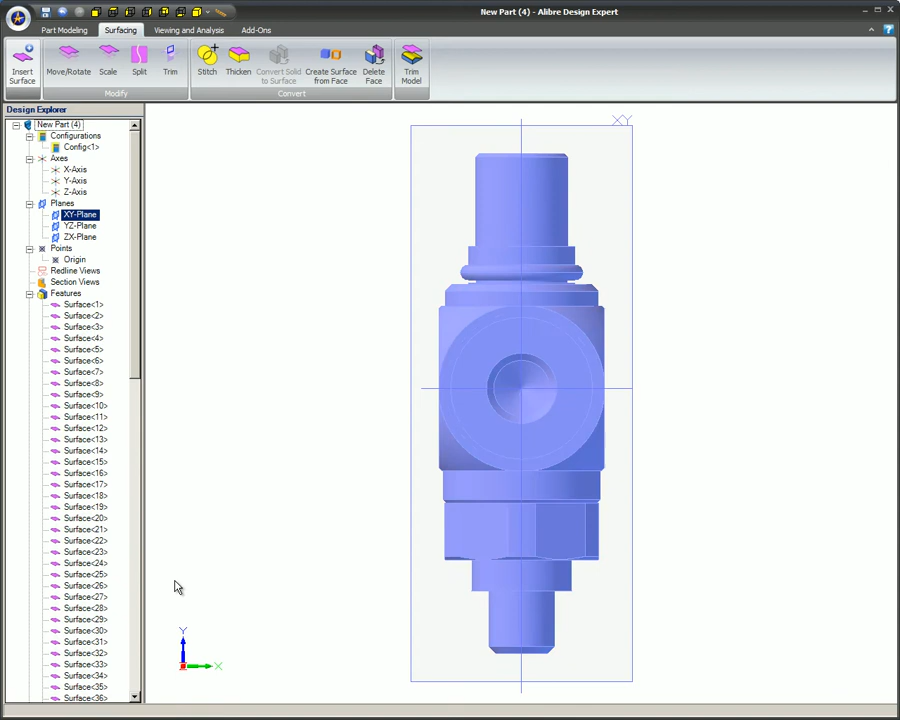 New Part (4) - Alibre Design Expert
Part Modeling
Surfacing
Viewing and Analysis
Add-Ons
Insert
Surface
Move/Rotate
Scale
Split
Trim
Stitch
Thicken
Convert Solid
to Surface
Create Surface
from Face
Delete
Face
Trim
Model
Modify
Convert
Design Explorer
New Part (4)
Configurations
Config<1>
Axes
X-Axis
Y-Axis
Z-Axis
Planes
XY-Plane
YZ-Plane
ZX-Plane
Points
Origin
Redline Views
Section Views
Features
Surface<1>
Surface<2>
Surface<3>
Surface<4>
Surface<5>
Surface<6>
Surface<7>
Surface<8>
Surface<9>
Surface<10>
Surface<11>
Surface<12>
Surface<13>
Surface<14>
Surface<15>
Surface<16>
Surface<17>
Surface<18>
Surface<19>
Surface<20>
Surface<21>
Surface<22>
Surface<23>
Surface<24>
Surface<25>
Surface<26>
Surface<27>
Surface<28>
Surface<29>
Surface<30>
Surface<31>
Surface<32>
Surface<33>
Surface<34>
Surface<35>
Surface<36>
XY
Y
X